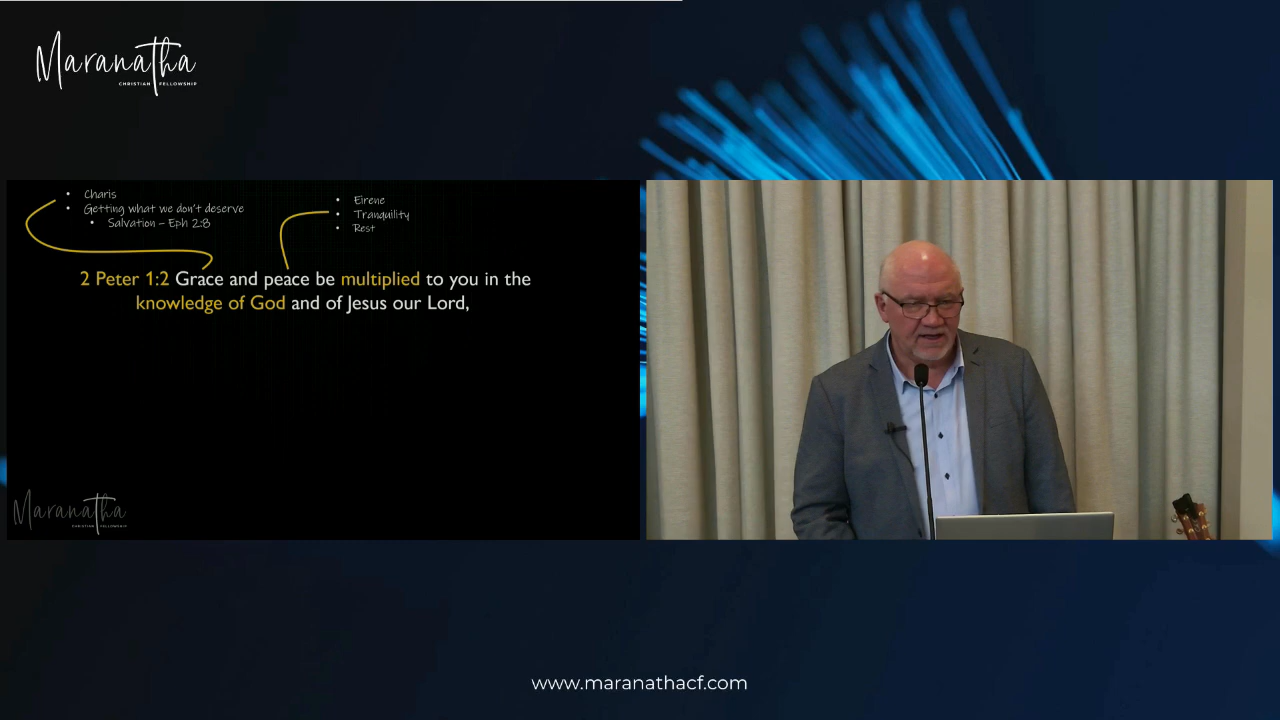 Maranatha
CHRISTIAN FELLOWSHIP
• Charis
• Getting what we don't deserve
• Salvation – Eph 2:8
• Eirene
• Tranquility
• Rest
2 Peter 1:2 Grace and peace be multiplied to you in the
knowledge of God and of Jesus our Lord,
Maranatha
CHRISTIAN FELLOWSHIP
www.maranathacf.com